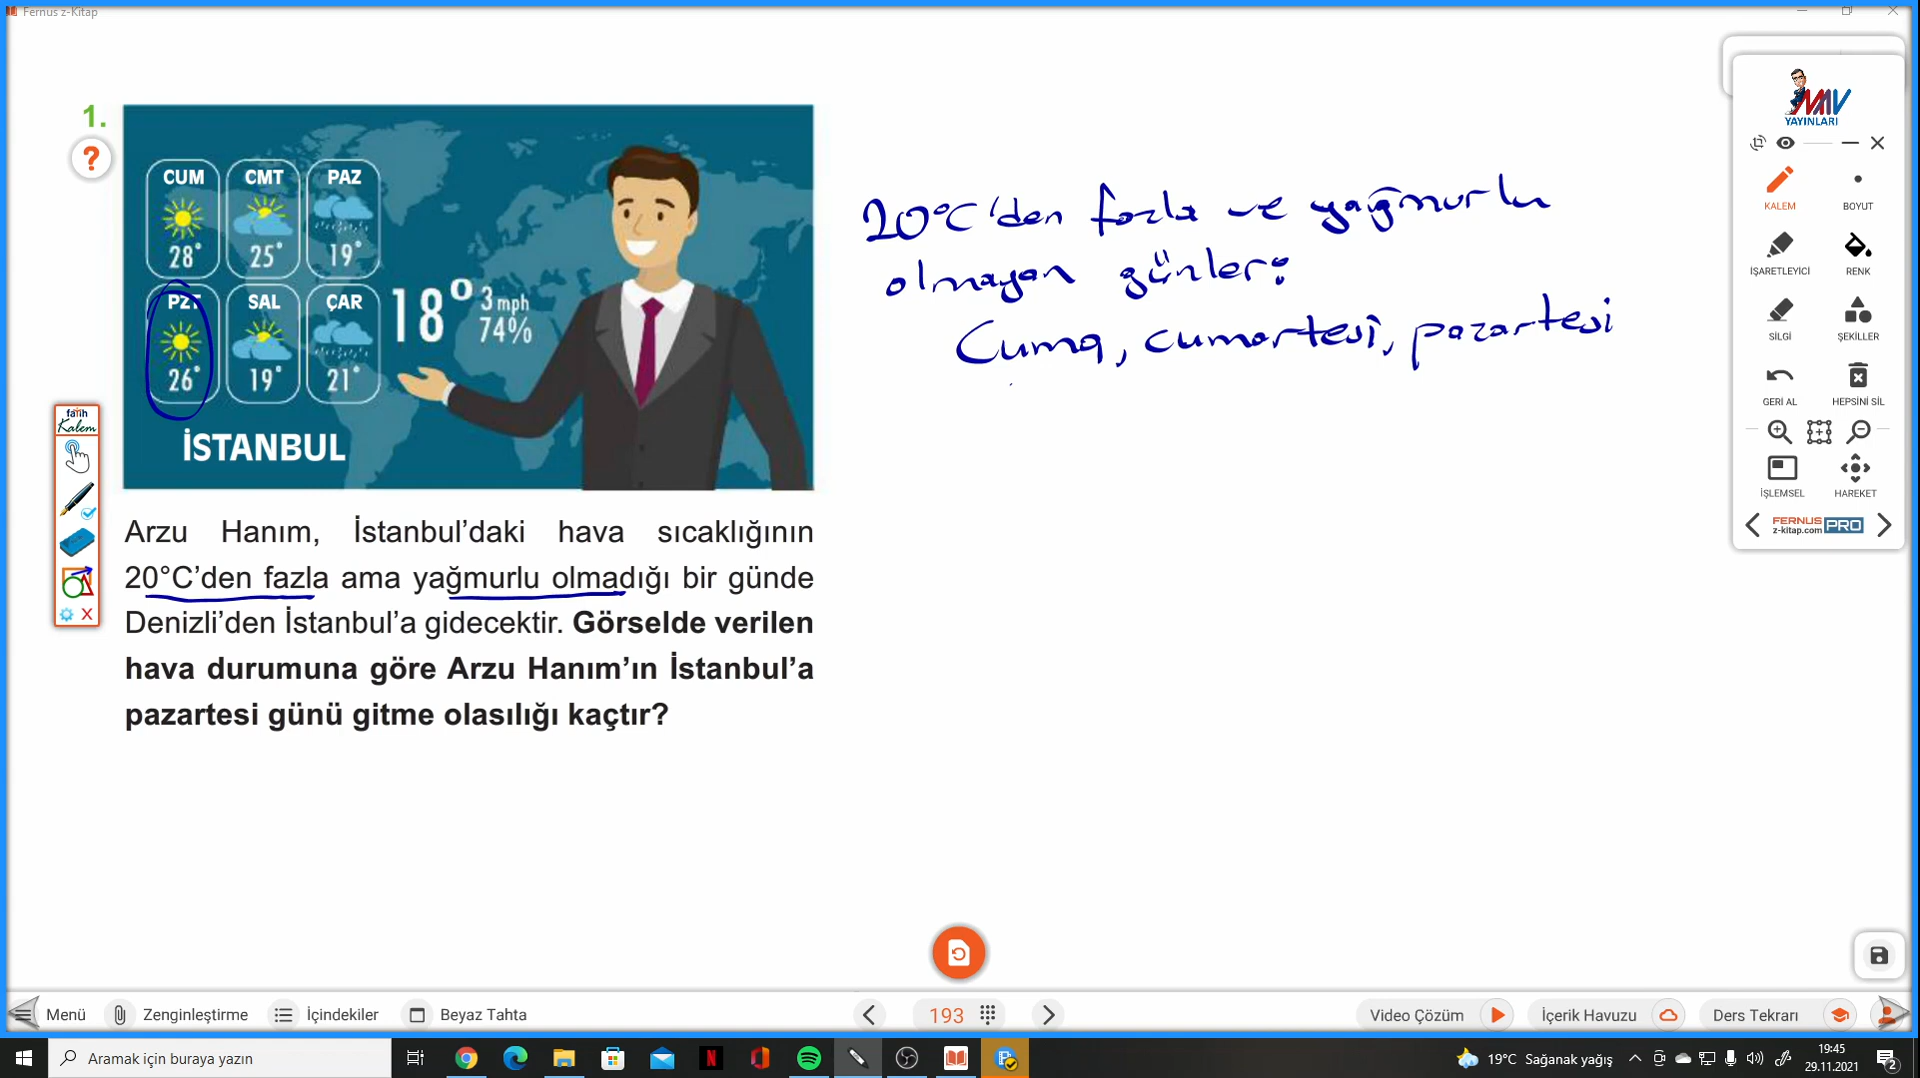 Fernus z-Kitap
1.
?
CUM CMT PAZ
28° 25° 19°
PZT SAL ÇAR
26° 19° 21°
18° 3 mph
74%
İSTANBUL
Arzu Hanım, İstanbul’daki hava sıcaklığının
20°C’den fazla ama yağmurlu olmadığı bir günde
Denizli’den İstanbul’a gidecektir. Görselde verilen
hava durumuna göre Arzu Hanım’ın İstanbul’a
pazartesi günü gitme olasılığı kaçtır?
20°C'den fazla ve yağmurlu
olmayan günler:
Cuma, cumartesi, pazartesi
fatih
Kalem
X
MAV
YAYINLARI
KALEM BOYUT
İŞARETLEYİCİ RENK
SİLGİ ŞEKİLLER
GERİ AL HEPSİNİ SİL
İŞLEMSEL HAREKET
FERNUS
z-kitap.com PRO
Menü Zenginleştirme İçindekiler Beyaz Tahta 193 Video Çözüm İçerik Havuzu Ders Tekrarı
Aramak için buraya yazın
19°C Sağanak yağış
19:45
29.11.2021
2